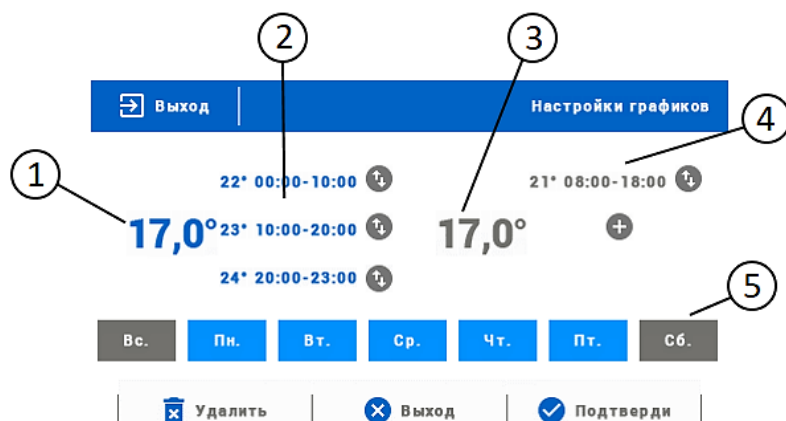 2
3
Выход
Настройки графиков
4
1
22° 00:00-10:00
21° 08:00-18:00
17,0°
23° 10:00-20:00
17,0°
24° 20:00-23:00
5
Вс. Пн. Вт. Ср. Чт. Пт. Сб.
Удалить Выход Подтверди